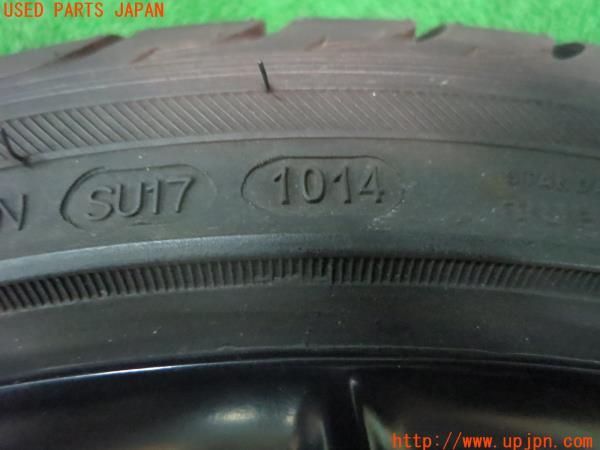 USED PARTS JAPAN
N SU17 1014
http://www.upjpn.com/